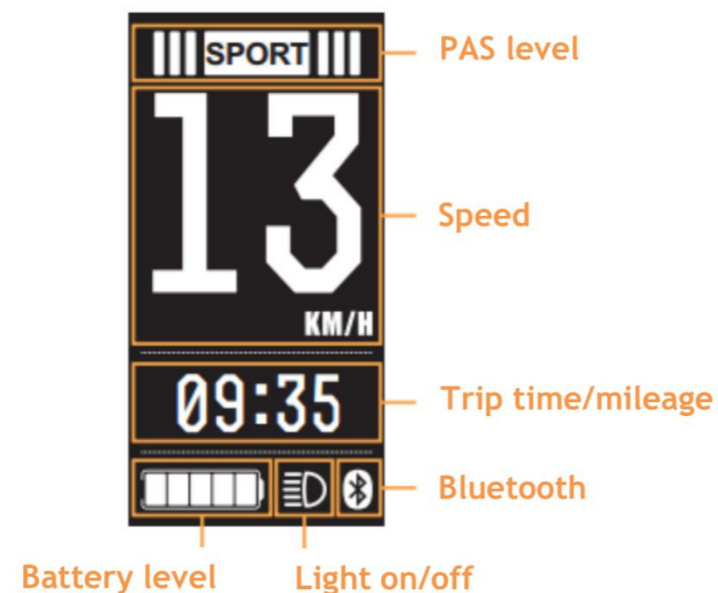 SPORT PAS level
13 Speed
KM/H
09:35 Trip time/mileage
Bluetooth
Battery level Light on/off